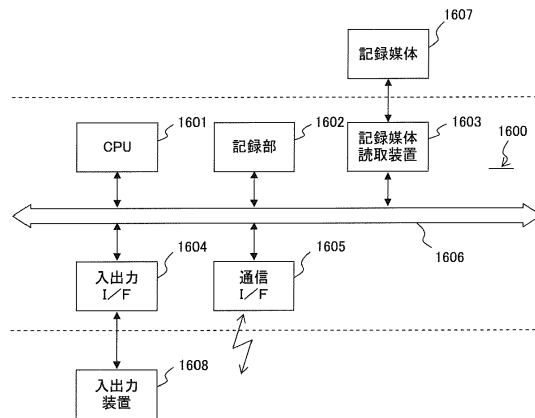 1607
記録媒体
1601
CPU
1602
記録部
1603
記録媒体
読取装置
1600
1606
1604
入出力
I/F
1605
通信
I/F
1608
入出力
装置